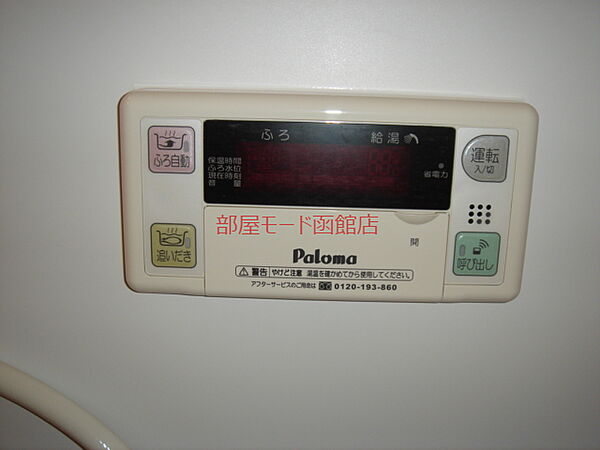 ふろ 給湯
ふろ自動
保温時間
ふろ水位
現在時刻
音量
省電力
運転
入/切
部屋モード函館店
追いだき
開
呼び出し
Paloma
警告 やけど注意 湯温を確かめてから使用してください。
アフターサービスのご用命は 0120-193-860